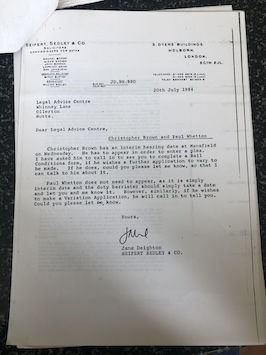 SEIFERT SEDLEY & CO.
SOLICITORS
3, DYERS BUILDINGS
HOLBORN,
LONDON,
EC1N 2JT.
20th July 1984
Legal Advice Centre
Whinney Lane
Ollerton
Notts.
Dear Legal Advice Centre,
Christopher Brown and Paul Whetton
Christopher Brown has an interim hearing date at Mansfield
on Wednesday. He has to appear in order to enter a plea.
I have asked him to call in to see you to complete a Bail
Conditions form, if he wishes a further application to vary to
be made. If he does, could you please let me know, so that I
can talk to him about it.
Paul Whetton does not need to appear, as it is simply
interim date and the duty barrister should simply take a date
and let you and me know it. However, similarly, if he wishes
to make a Variation Application, he will call in to tell you.
Could you please let me know.
Yours,
Jane
Jane Deighton
SEIFERT SEDLEY & CO.